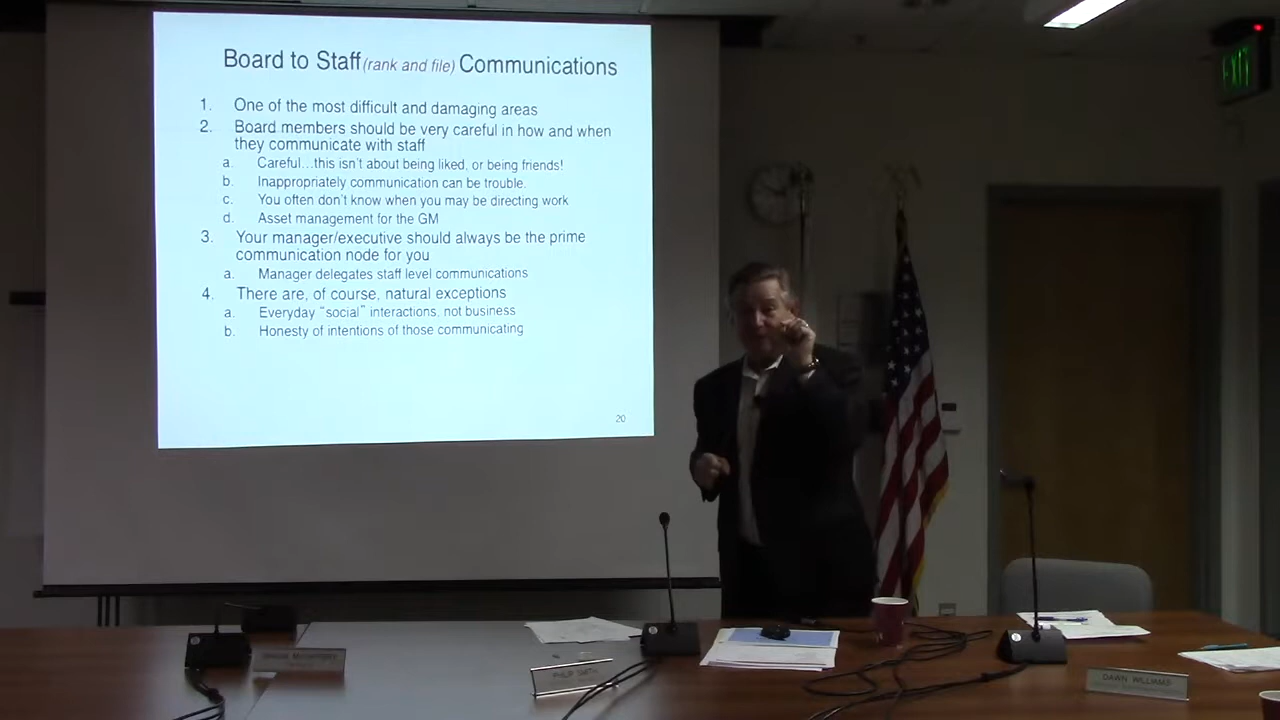 Board to Staff (rank and file) Communications
1. One of the most difficult and damaging areas
2. Board members should be very careful in how and when
they communicate with staff
a. Careful...this isn't about being liked, or being friends!
b. Inappropriately communication can be trouble.
c. You often don't know when you may be directing work
d. Asset management for the GM
3. Your manager/executive should always be the prime
communication node for you
a. Manager delegates staff level communications
4. There are, of course, natural exceptions
a. Everyday "social" interactions, not business
b. Honesty of intentions of those communicating
20
EXIT
PHILIP SMITH
DAWN WILLIAMS